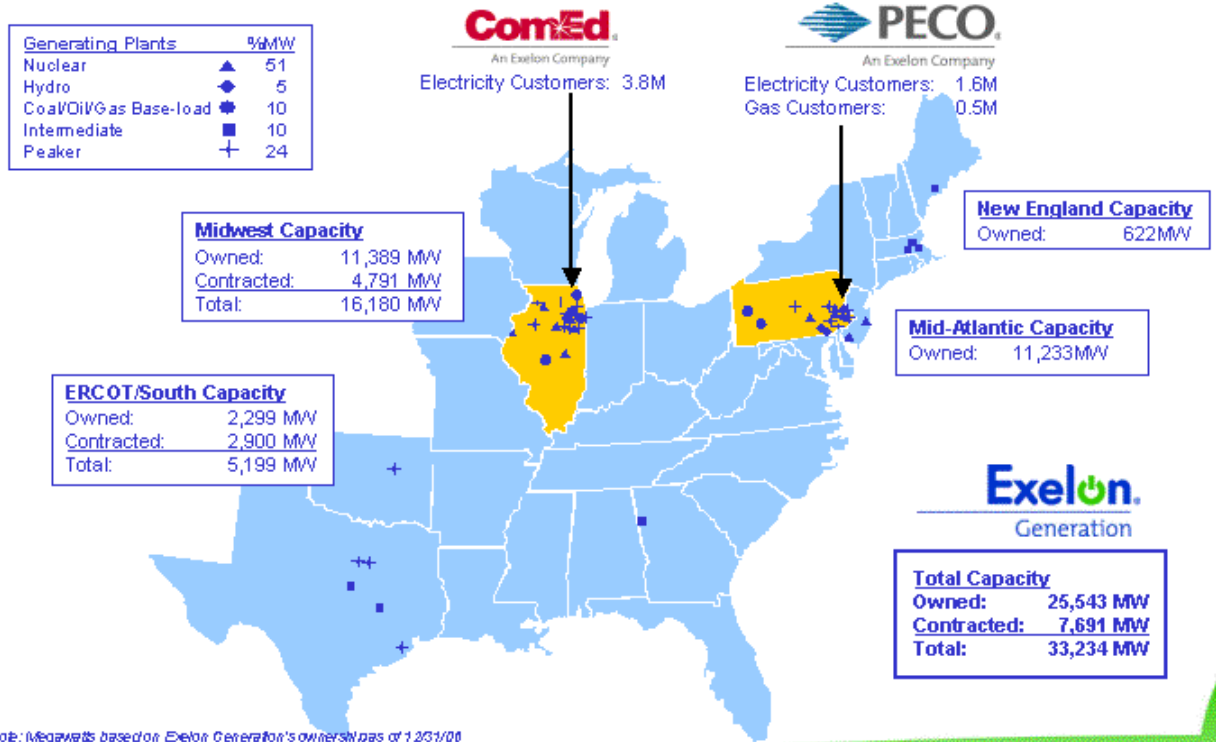 Generating Plants %MW
Nuclear 51
Hydro 5
Coal/Oil/Gas Base-load 10
Intermediate 10
Peaker 24
ComEd.
An Exelon Company
Electricity Customers: 3.8M
PECO.
An Exelon Company
Electricity Customers: 1.6M
Gas Customers: 0.5M
Midwest Capacity
Owned: 11,389 MW
Contracted: 4,791 MW
Total: 16,180 MW
New England Capacity
Owned: 622MW
Mid-Atlantic Capacity
Owned: 11,233MW
ERCOT/South Capacity
Owned: 2,299 MW
Contracted: 2,900 MW
Total: 5,199 MW
Exelon.
Generation
Total Capacity
Owned: 25,543 MW
Contracted: 7,691 MW
Total: 33,234 MW
ote: Megawatts based on Exelon Generation's ownership as of 12/31/06